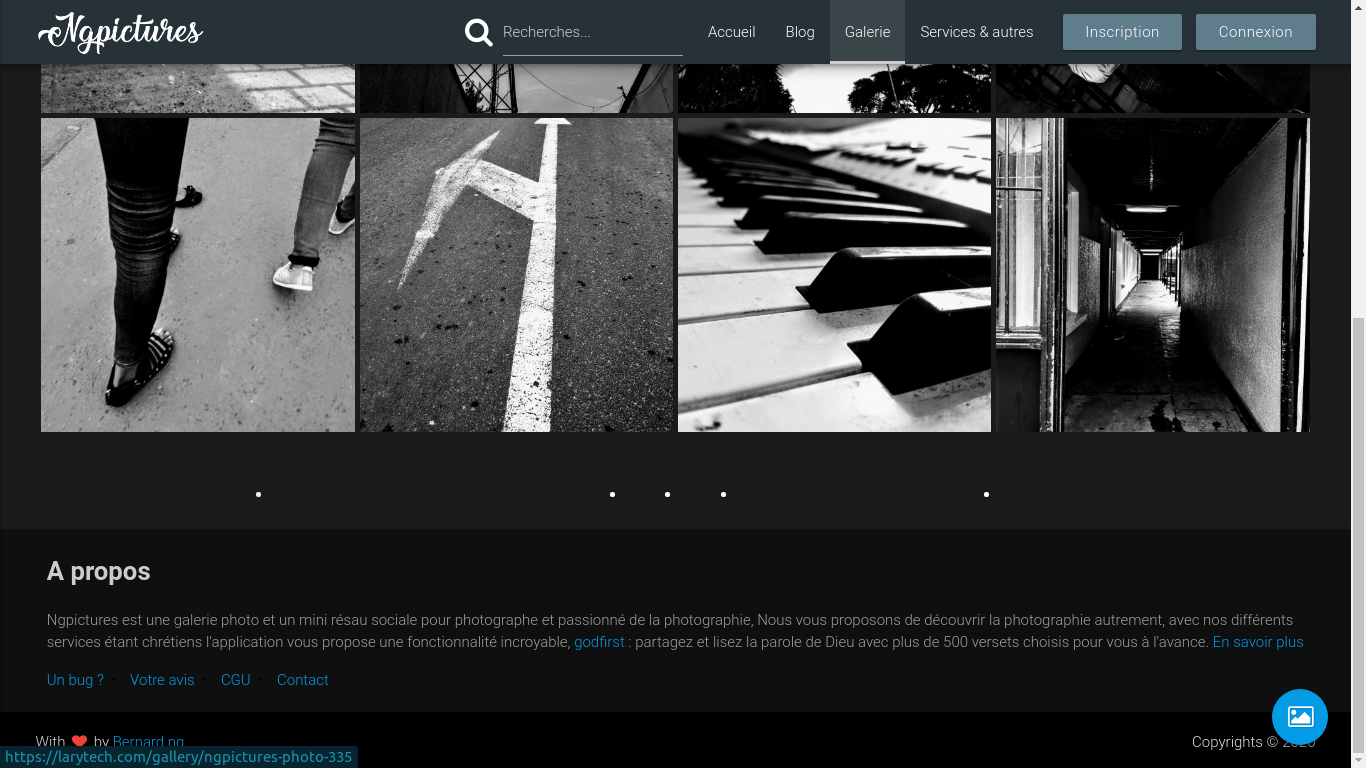 Ngpictures
Recherches...
Accueil
Blog
Galerie
Services & autres
Inscription
Connexion
A propos
Ngpictures est une galerie photo et un mini résau sociale pour photographe et passionné de la photographie, Nous vous proposons de découvrir la photographie autrement, avec nos différents
services étant chrétiens l'application vous propose une fonctionnalité incroyable, godfirst : partagez et lisez la parole de Dieu avec plus de 500 versets choisis pour vous à l'avance. En savoir plus
Un bug ? • Votre avis • CGU • Contact
With ❤ by Bernard ng
Copyrights © 2020
https://larytech.com/gallery/ngpictures-photo-335